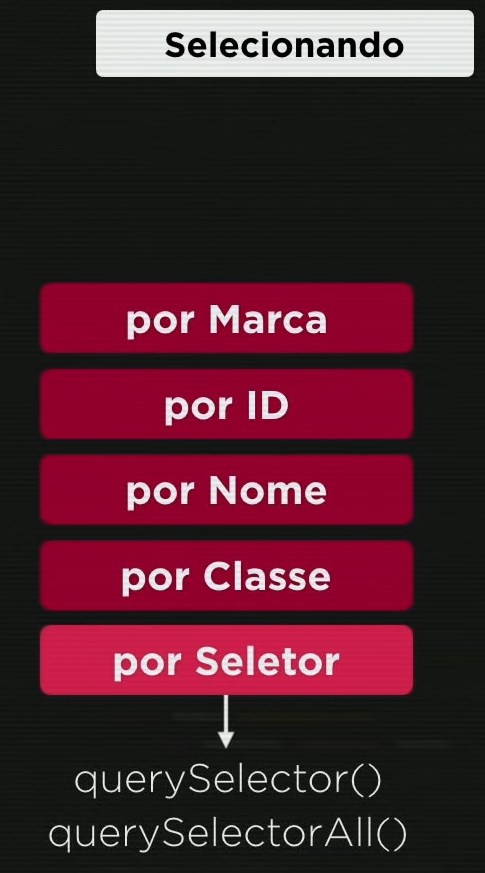 Selecionando
por Marca
por ID
por Nome
por Classe
por Seletor
querySelector()
querySelectorAll()